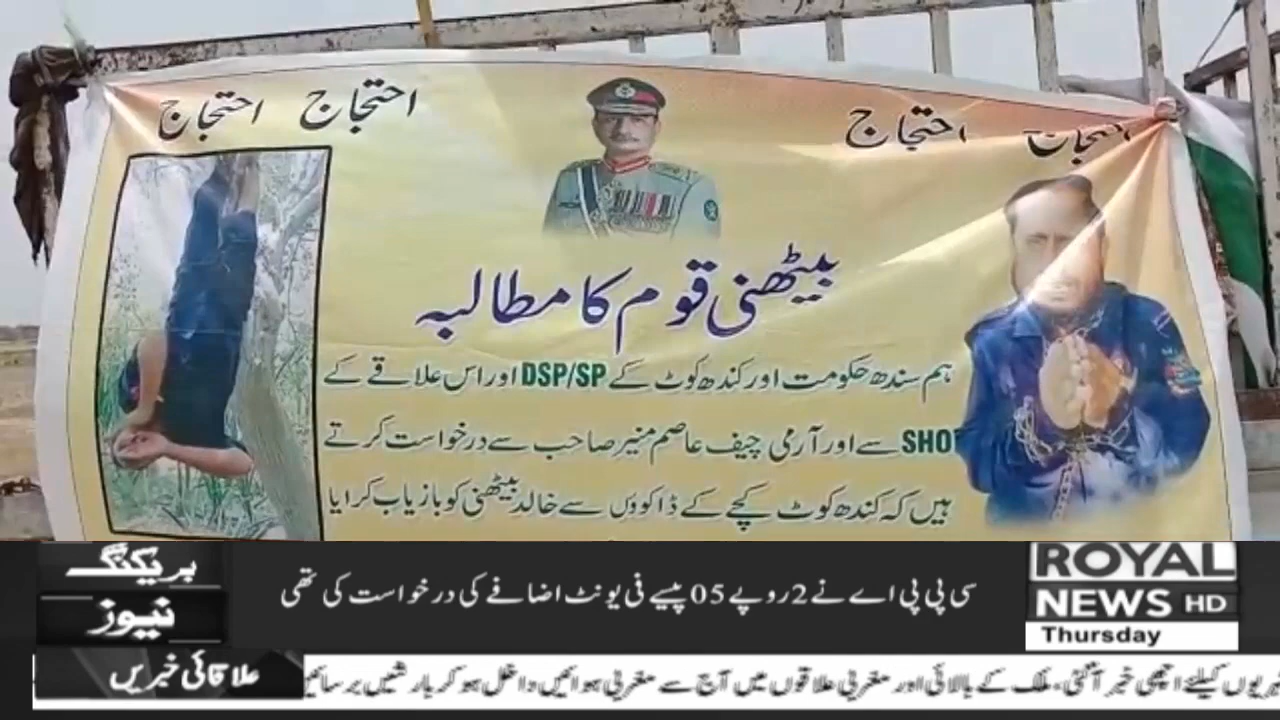 احتجاج احتجاج احتجاج احتجاج
بیٹھنی قوم کا مطالبہ
ہم سندھ حکومت اور کندھ کوٹ کے DSP/SP اور اس علاقے کے
SHO سے اور آرمی چیف عاصم منیر صاحب سے درخواست کرتے
ہیں کہ کندھ کوٹ کچے کے ڈاکوؤں سے خالد بیٹھنی کو بازیاب کرایا
بریکنگ
نیوز
سی پی پی اے نے 2 روپے 05 پیسے فی یونٹ اضافے کی درخواست کی تھی
ROYAL
NEWS HD
Thursday
علاقائی خبریں
کیلئے اچھی خبر آگئی، ملک کے بالائی اور مغربی علاقوں میں آج سے مغربی ہوائیں داخل ہو کر بارشیں